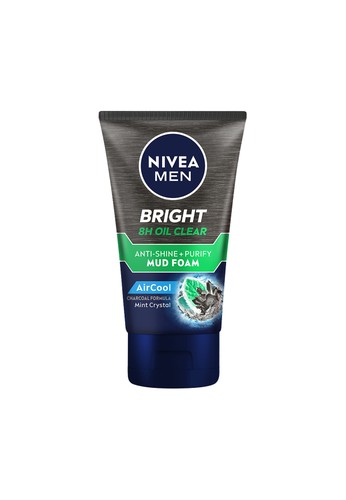 NIVEA
MEN
BRIGHT
8H OIL CLEAR
ANTI-SHINE + PURIFY
MUD FOAM
AirCool
CHARCOAL FORMULA
Mint Crystal